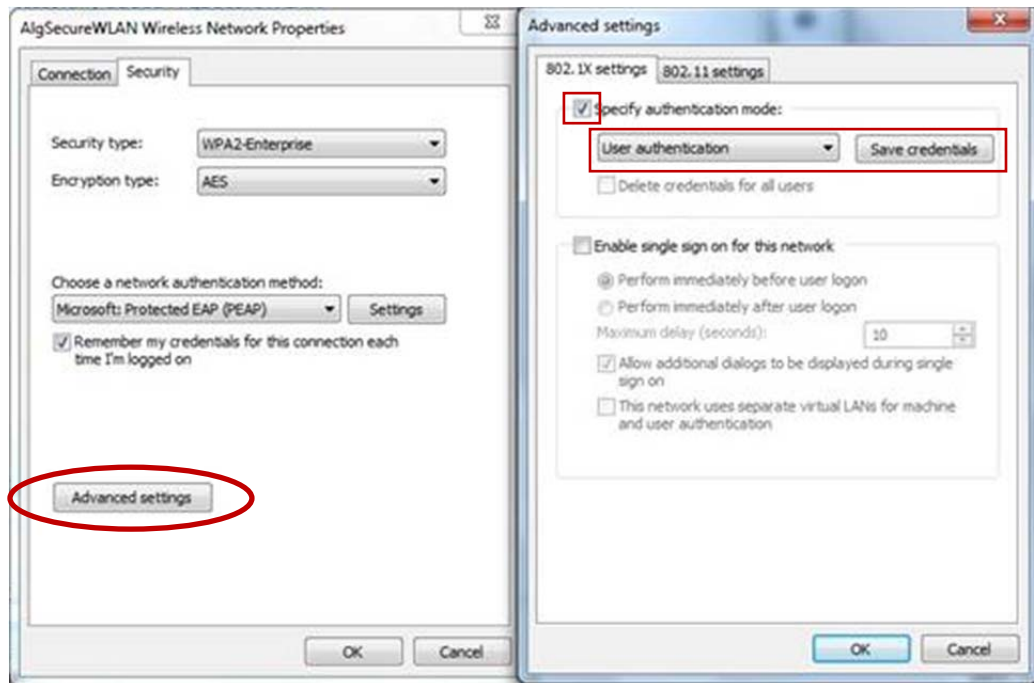 AlgSecureWLAN Wireless Network Properties
Connection Security
Security type: WPA2-Enterprise
Encryption type: AES
Choose a network authentication method:
Microsoft: Protected EAP (PEAP) Settings
Remember my credentials for this connection each
time I'm logged on
Advanced settings
OK Cancel
Advanced settings
802.1X settings 802.11 settings
Specify authentication mode:
User authentication Save credentials
Delete credentials for all users
Enable single sign on for this network
Perform immediately before user logon
Perform immediately after user logon
Maximum delay (seconds): 10
Allow additional dialogs to be displayed during single
sign on
This network uses separate virtual LANs for machine
and user authentication
OK Cancel